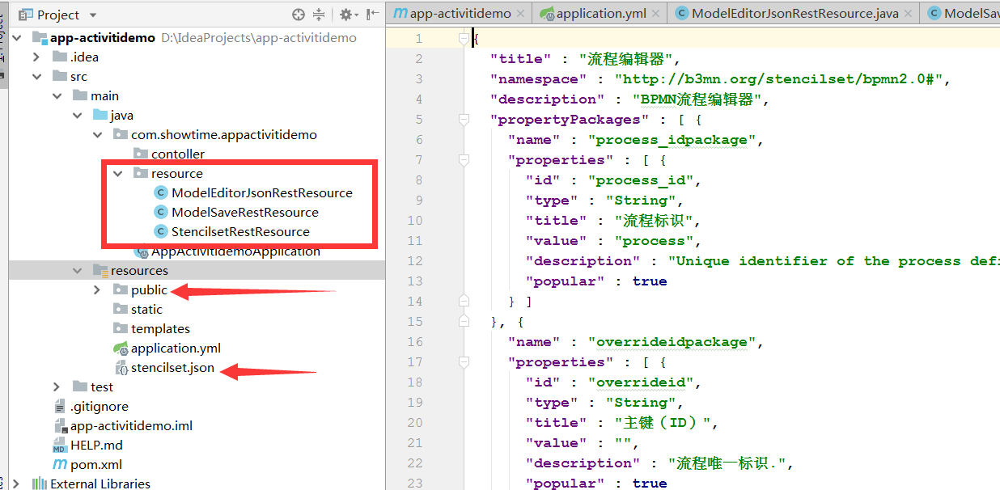 Project
app-activitidemo D:\IdeaProjects\app-activitidemo
.idea
src
main
java
com.showtime.appactivitidemo
contoller
resource
ModelEditorJsonRestResource
ModelSaveRestResource
StencilsetRestResource
AppActivitidemoApplication
resources
public
static
templates
application.yml
stencilset.json
test
.gitignore
app-activitidemo.iml
HELP.md
pom.xml
External Libraries
app-activitidemo application.yml ModelEditorJsonRestResource.java ModelSav
1 {
2 "title" : "流程编辑器",
3 "namespace" : "http://b3mn.org/stencilset/bpmn2.0#",
4 "description" : "BPMN流程编辑器",
5 "propertyPackages" : [ {
6 "name" : "process_idpackage",
7 "properties" : [ {
8 "id" : "process_id",
9 "type" : "String",
10 "title" : "流程标识",
11 "value" : "process",
12 "description" : "Unique identifier of the process defi
13 "popular" : true
14 } ]
15 }, {
16 "name" : "overrideidpackage",
17 "properties" : [ {
18 "id" : "overrideid",
19 "type" : "String",
20 "title" : "主键（ID）",
21 "value" : "",
22 "description" : "流程唯一标识.",
23 "popular" : true